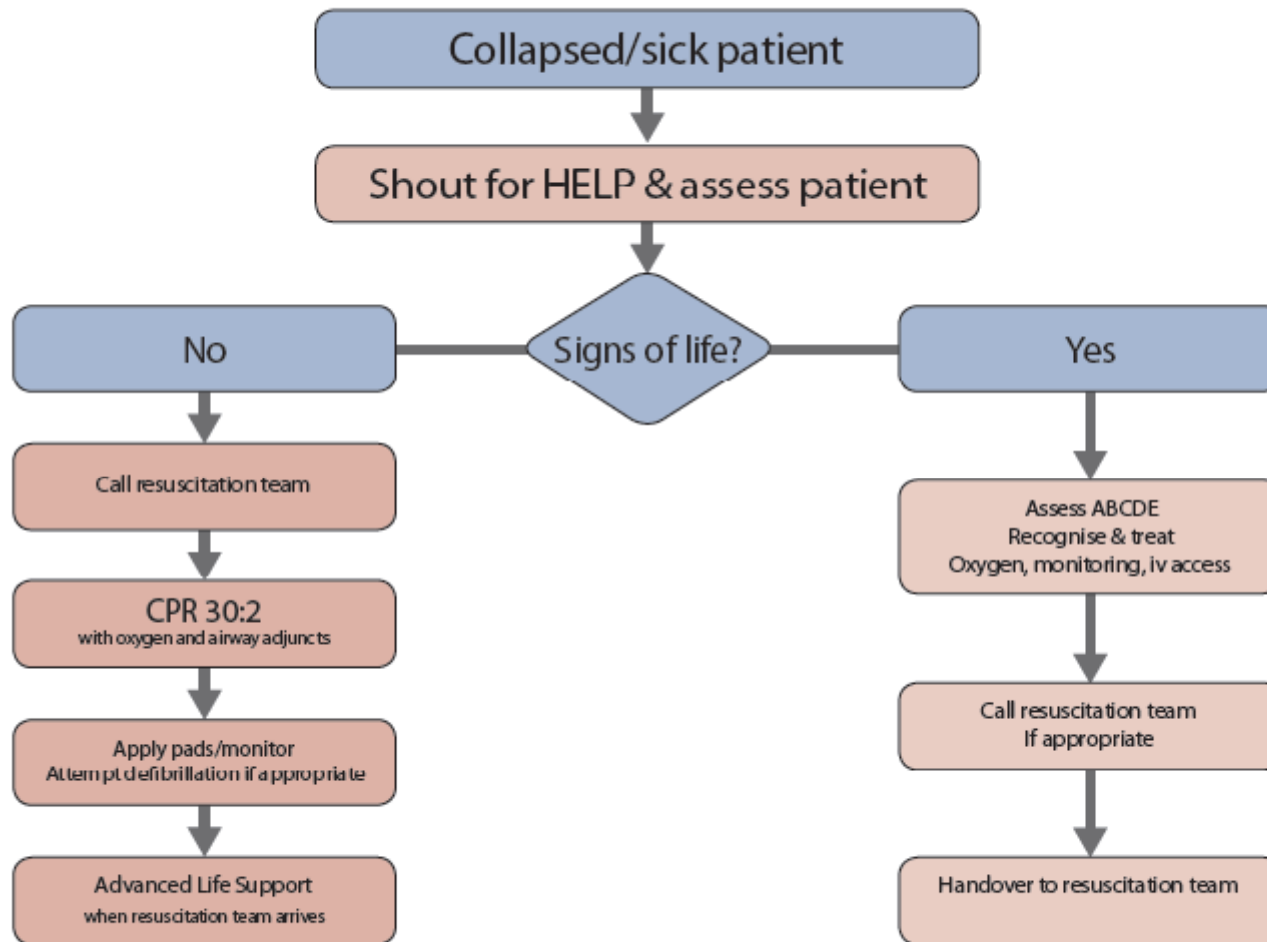 Collapsed/sick patient
Shout for HELP & assess patient
Signs of life?
No
Call resuscitation team
CPR 30:2
with oxygen and airway adjuncts
Apply pads/monitor
Attempt defibrillation if appropriate
Advanced Life Support
when resuscitation team arrives
Yes
Assess ABCDE
Recognise & treat
Oxygen, monitoring, iv access
Call resuscitation team
If appropriate
Handover to resuscitation team